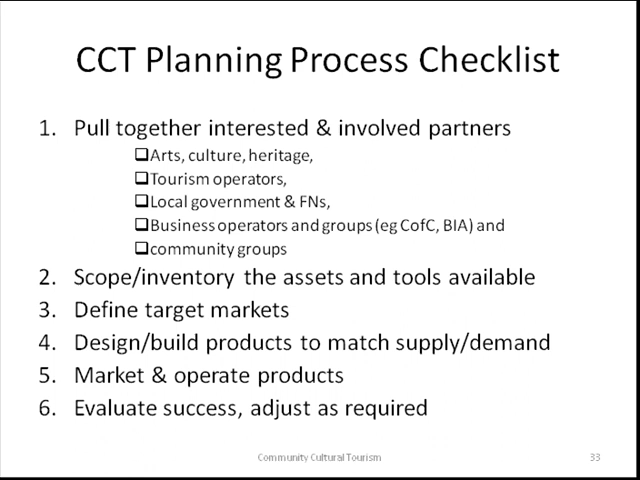 CCT Planning Process Checklist
1. Pull together interested & involved partners
❑Arts, culture, heritage,
❑Tourism operators,
❑Local government & FNs,
❑Business operators and groups (eg CofC, BIA) and
❑community groups
2. Scope/inventory the assets and tools available
3. Define target markets
4. Design/build products to match supply/demand
5. Market & operate products
6. Evaluate success, adjust as required
Community Cultural Tourism
33